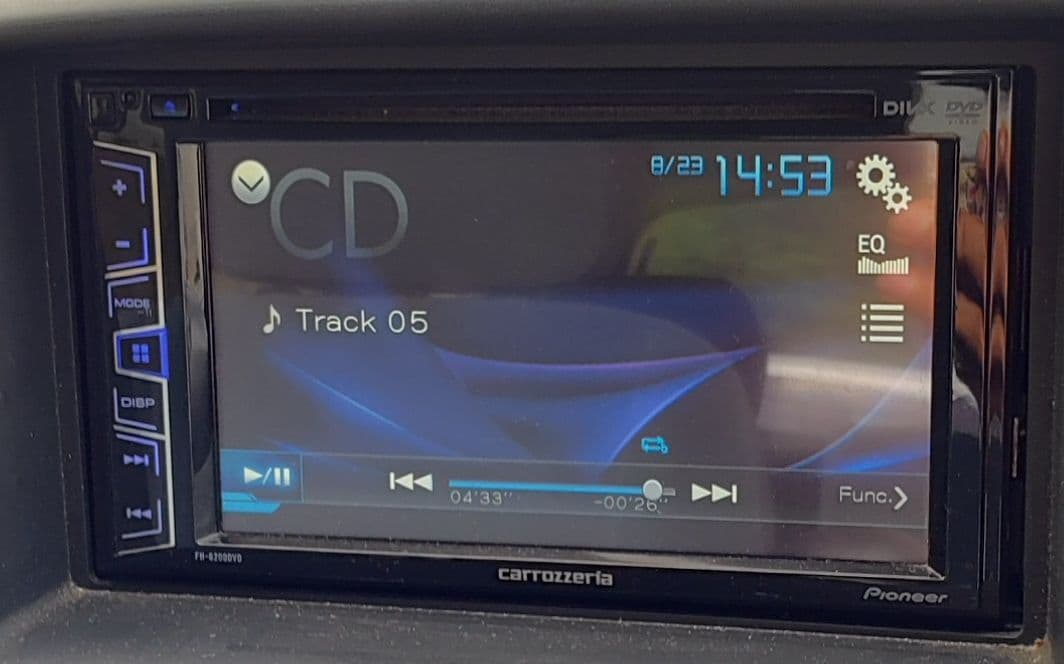 DIVX DVD
VIDEO
CD
8/23 14:53
EQ
MODE
Track 05
DISP
04'33"
-00'26"
Func.
FH-6200DVD
carrozzeria
Pioneer